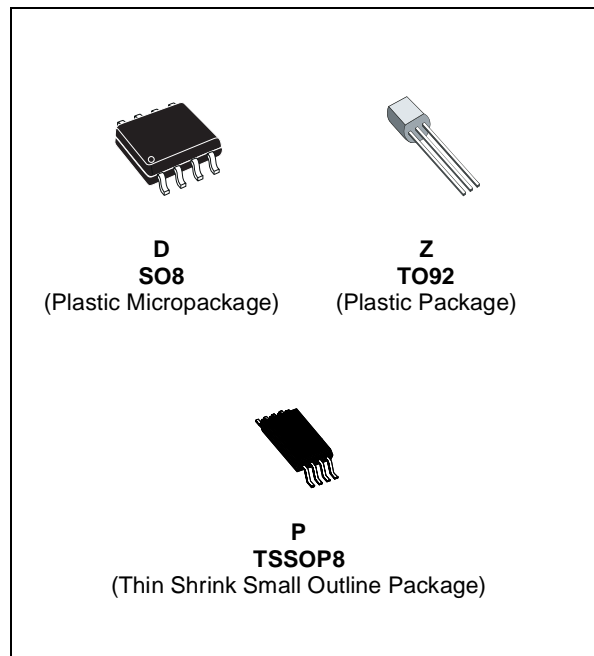 D
SO8
(Plastic Micropackage)
Z
TO92
(Plastic Package)
P
TSSOP8
(Thin Shrink Small Outline Package)